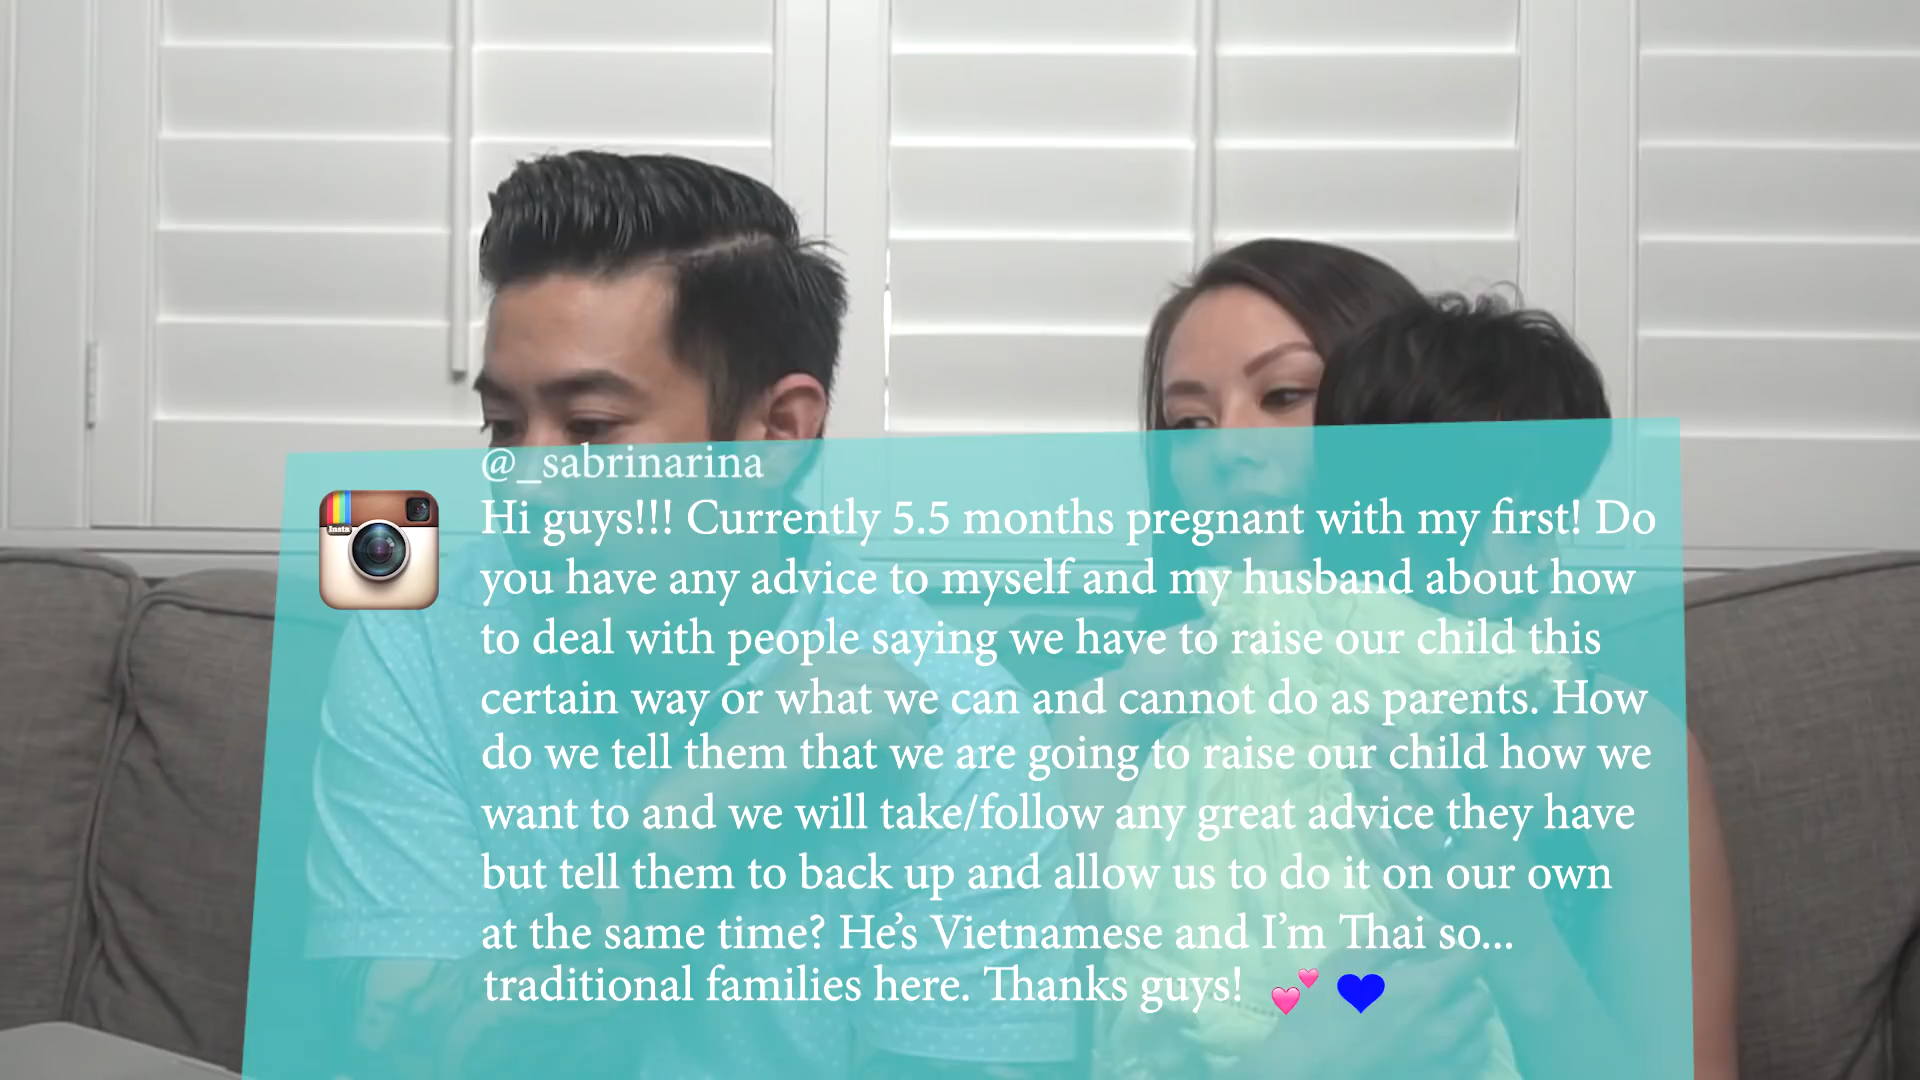 @_sabrinarina
Insta
Hi guys!!! Currently 5.5 months pregnant with my first! Do
you have any advice to myself and my husband about how
to deal with people saying we have to raise our child this
certain way or what we can and cannot do as parents. How
do we tell them that we are going to raise our child how we
want to and we will take/follow any great advice they have
but tell them to back up and allow us to do it on our own
at the same time? He's Vietnamese and I'm Thai so...
traditional families here. Thanks guys! 💕 💙